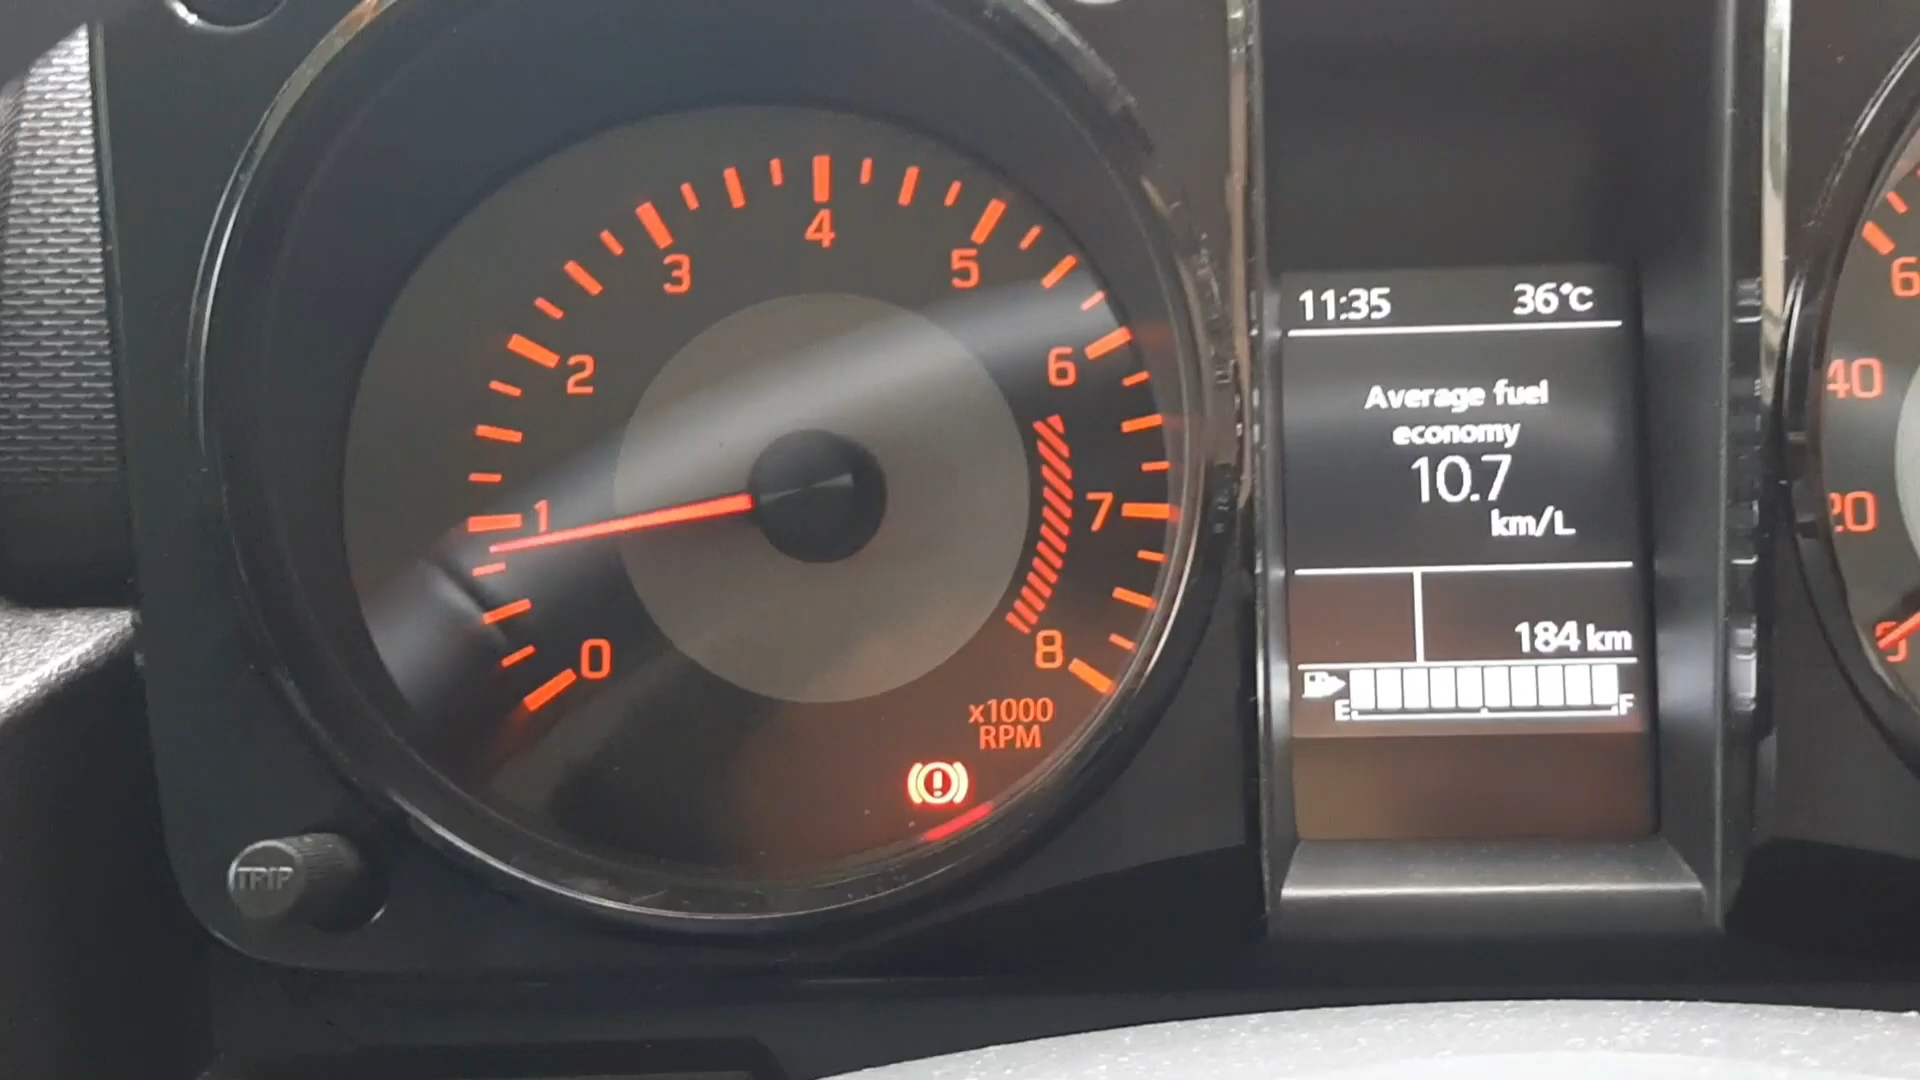 0
1
2
3
4
5
6
7
8
x1000
RPM
TRIP
11:35 36°C
Average fuel
economy
10.7
km/L
184 km
E F
40
20